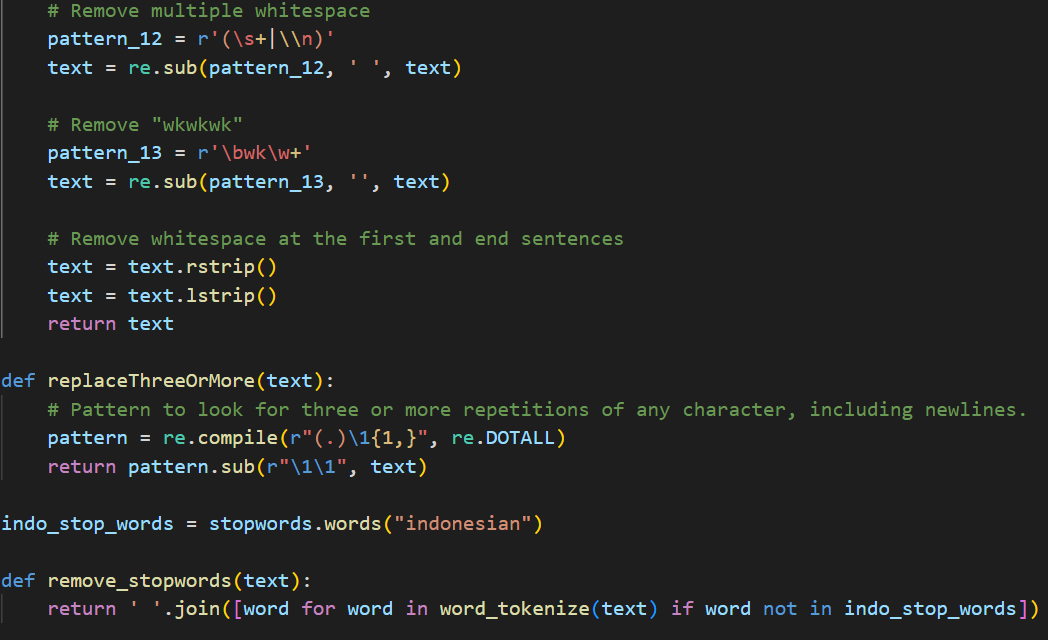 # Remove multiple whitespace
pattern_12 = r'(\s+|\\n)'
text = re.sub(pattern_12, ' ', text)
# Remove "wkwkwk"
pattern_13 = r'\bwk\w+'
text = re.sub(pattern_13, '', text)
# Remove whitespace at the first and end sentences
text = text.rstrip()
text = text.lstrip()
return text
def replaceThreeOrMore(text):
# Pattern to look for three or more repetitions of any character, including newlines.
pattern = re.compile(r"(.)\1{1,}", re.DOTALL)
return pattern.sub(r"\1\1", text)
indo_stop_words = stopwords.words("indonesian")
def remove_stopwords(text):
return ' '.join([word for word in word_tokenize(text) if word not in indo_stop_words])